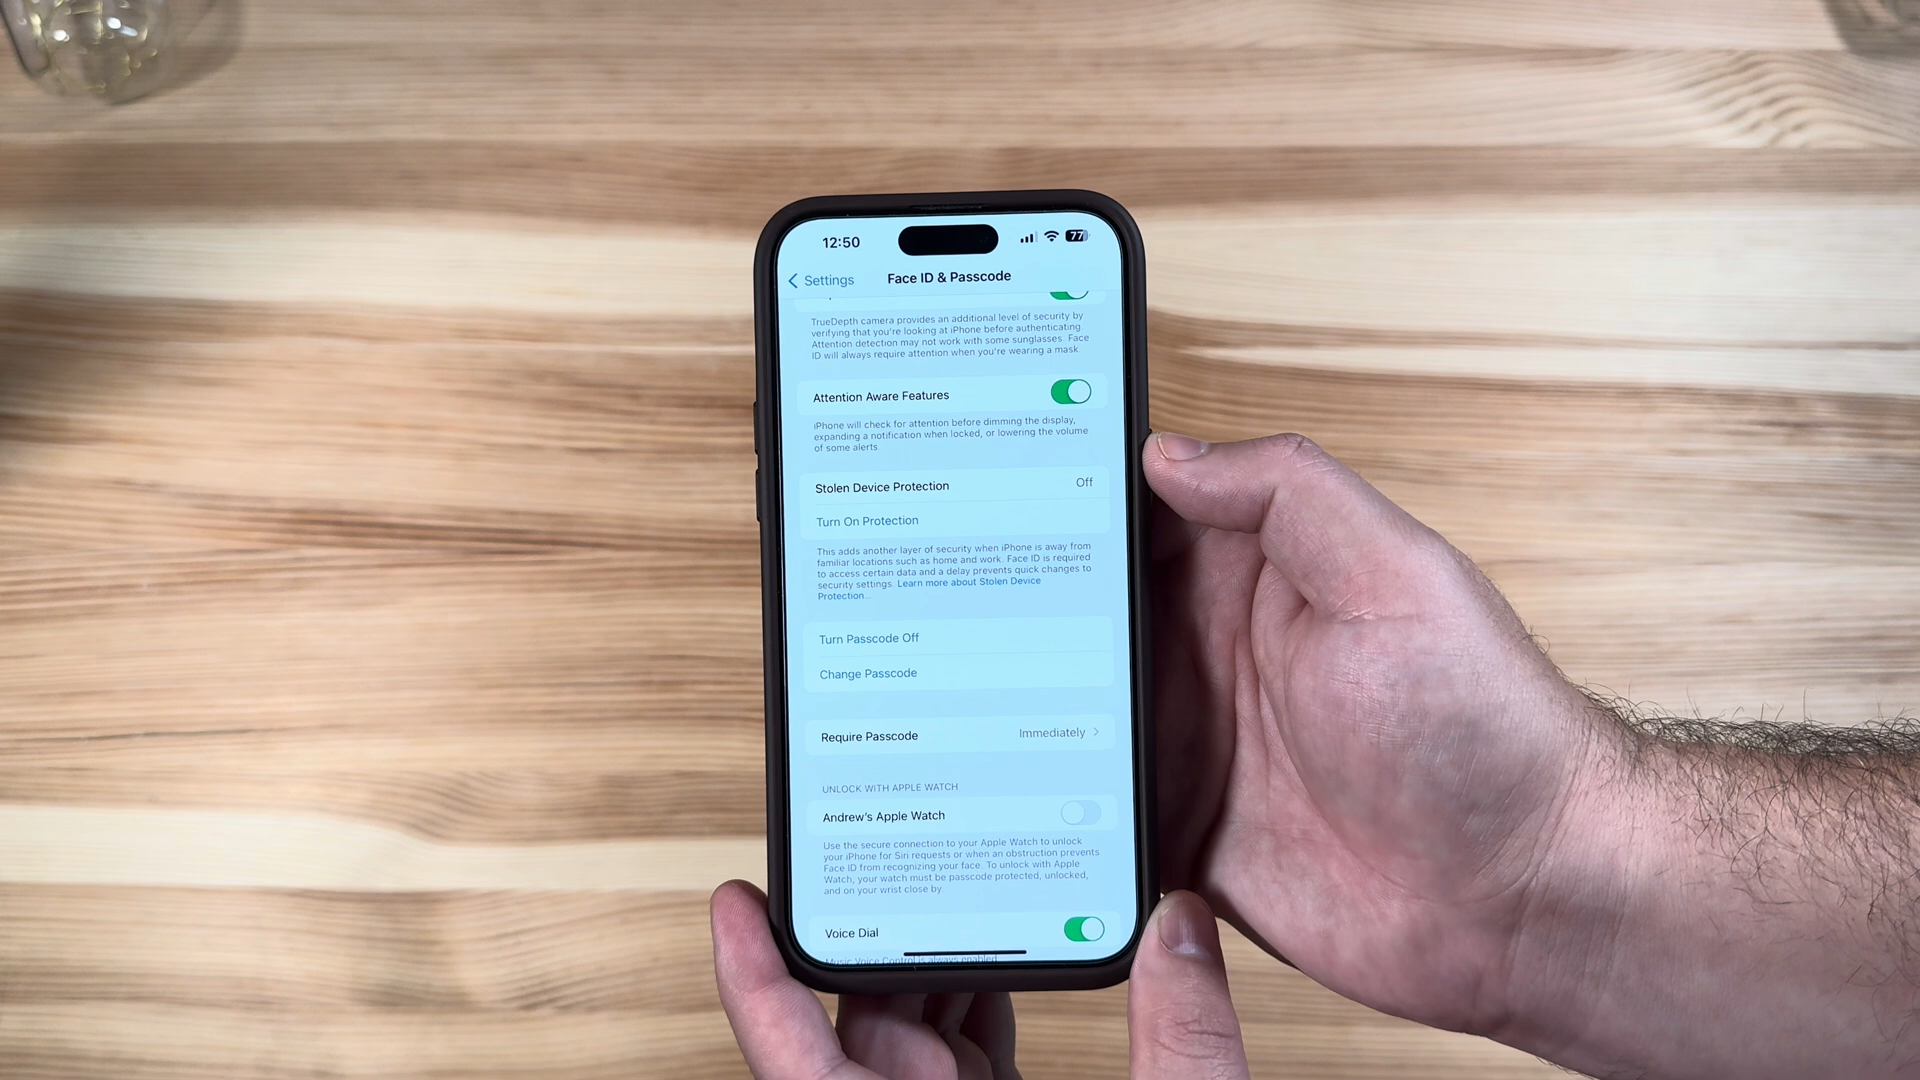 12:50
77
Settings
Face ID & Passcode
TrueDepth camera provides an additional level of security by
verifying that you're looking at iPhone before authenticating.
Attention detection may not work with some sunglasses. Face
ID will always require attention when you're wearing a mask.
Attention Aware Features
iPhone will check for attention before dimming the display,
expanding a notification when locked, or lowering the volume
of some alerts.
Stolen Device Protection Off
Turn On Protection
This adds another layer of security when iPhone is away from
familiar locations such as home and work. Face ID is required
to access certain data and a delay prevents quick changes to
security settings. Learn more about Stolen Device
Protection...
Turn Passcode Off
Change Passcode
Require Passcode Immediately
UNLOCK WITH APPLE WATCH
Andrew's Apple Watch
Use the secure connection to your Apple Watch to unlock
your iPhone for Siri requests or when an obstruction prevents
Face ID from recognizing your face. To unlock with Apple
Watch, your watch must be passcode protected, unlocked,
and on your wrist close by.
Voice Dial
Music Voice Control is always enabled.